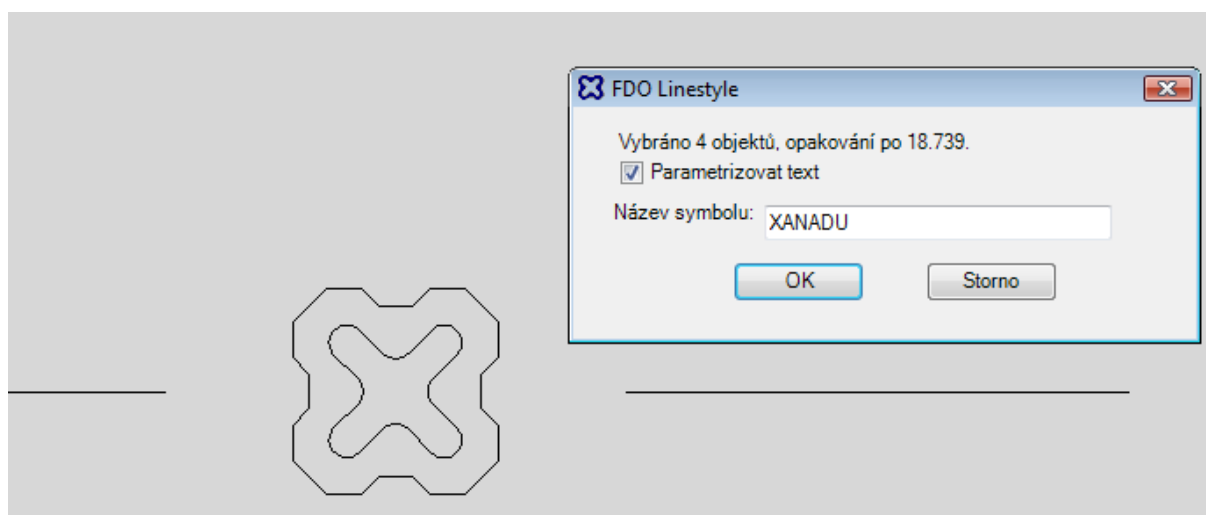 FDO Linestyle
Vybráno 4 objektů, opakování po 18.739.
Parametrizovat text
Název symbolu: XANADU
OK Storno